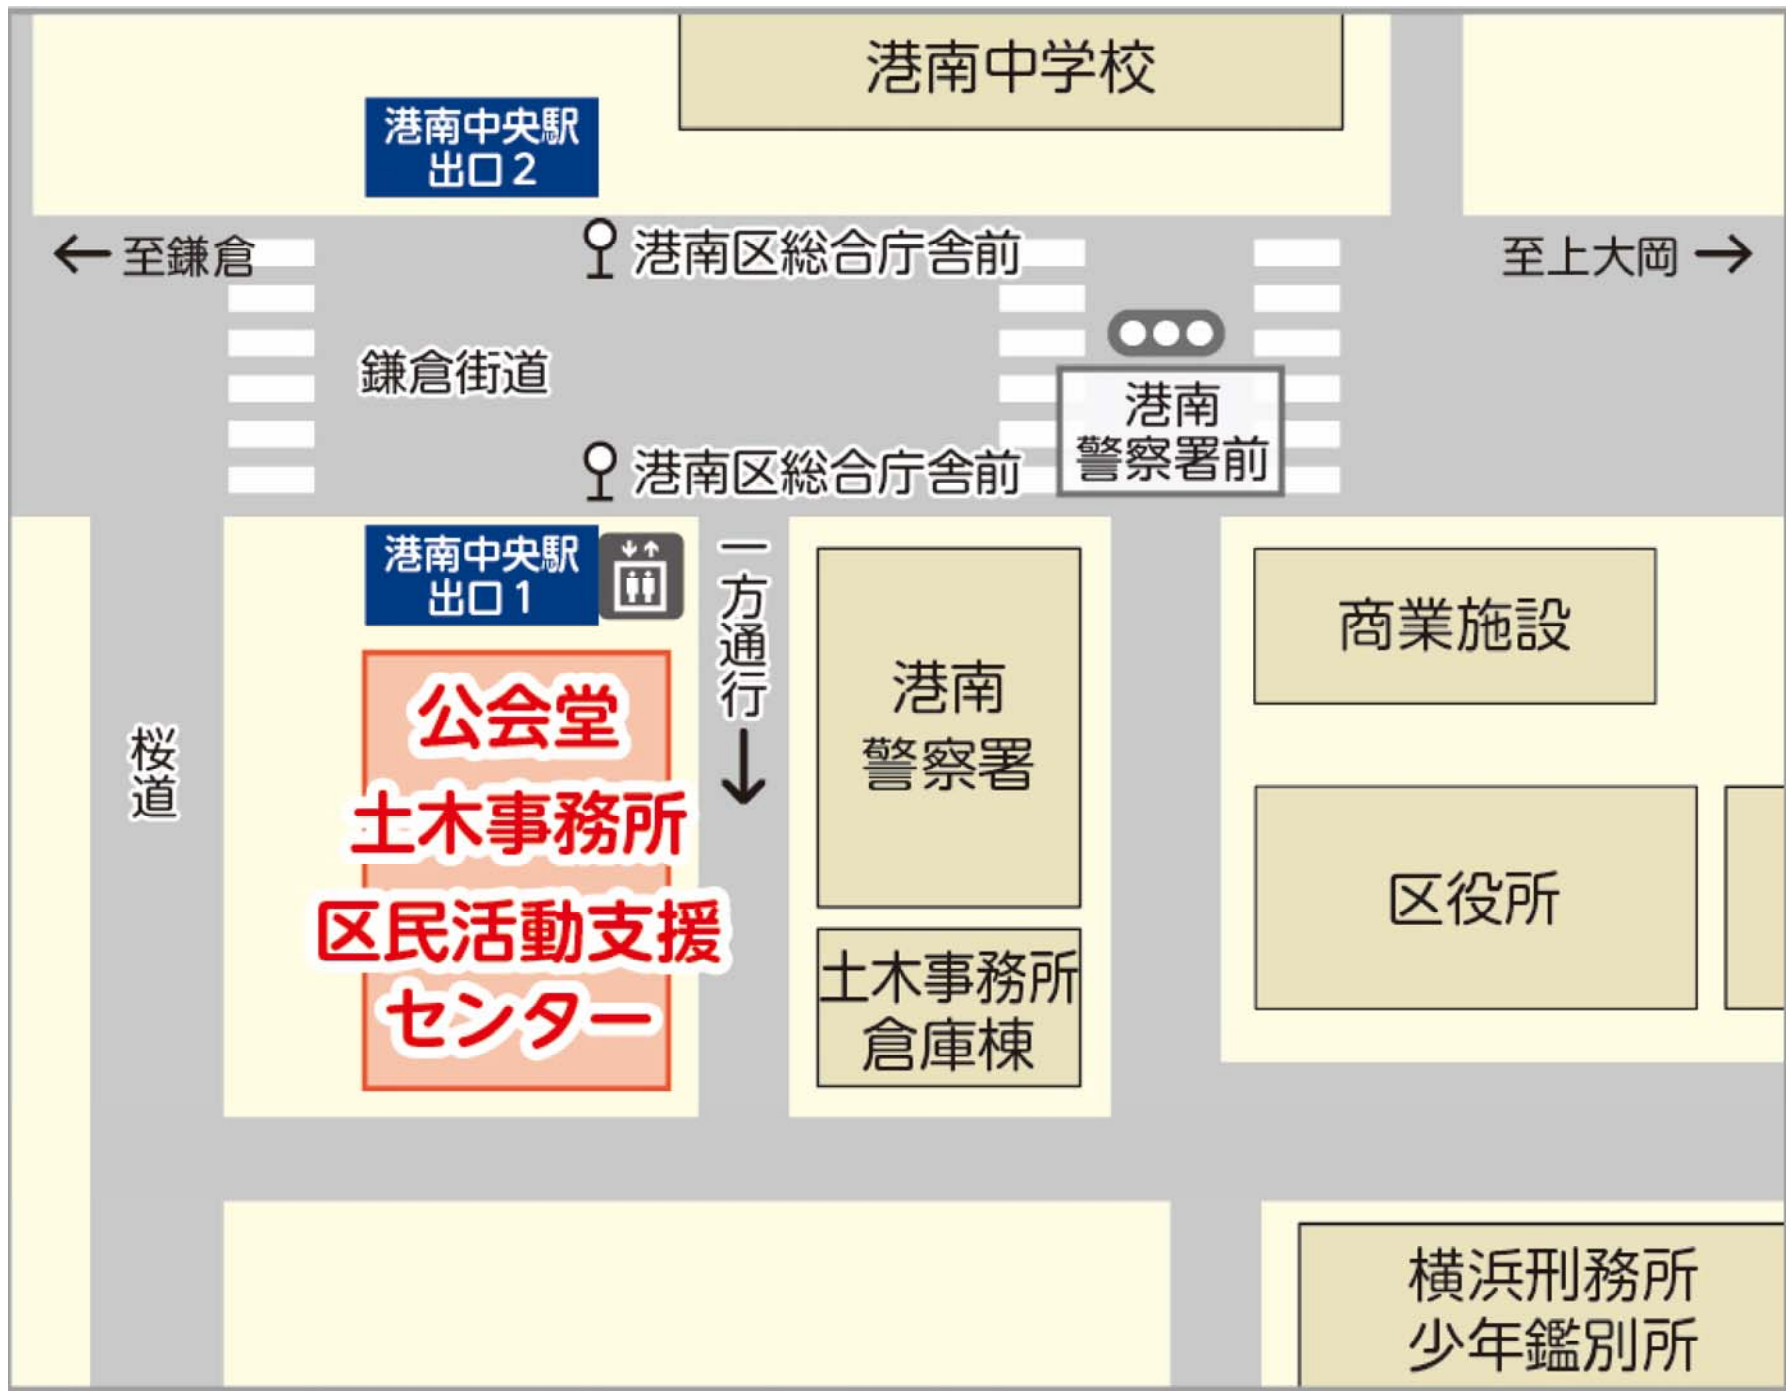 港南中学校
港南中央駅
出口2
←至鎌倉
港南区総合庁舎前
至上大岡→
鎌倉街道
港南
警察署前
港南区総合庁舎前
港南中央駅
出口1
一方通行
↓
桜道
公会堂
土木事務所
区民活動支援
センター
港南
警察署
土木事務所
倉庫棟
商業施設
区役所
横浜刑務所
少年鑑別所